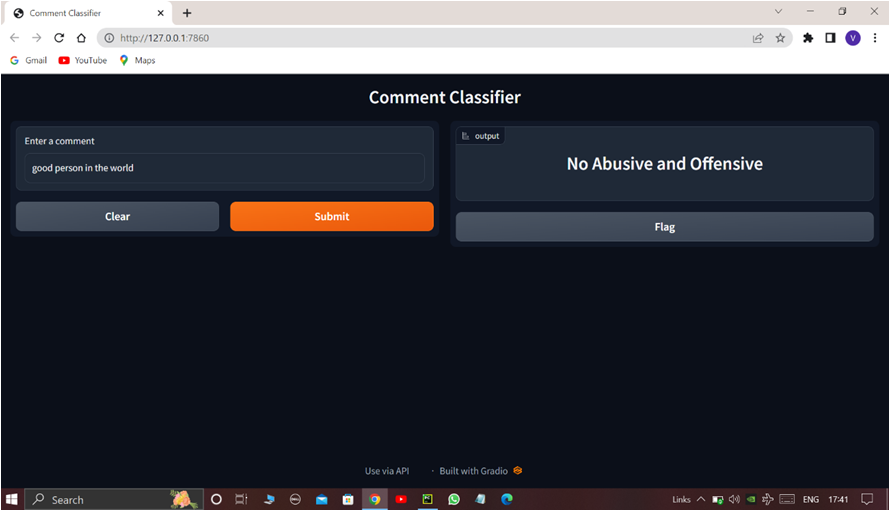 Comment Classifier
http://127.0.0.1:7860
V
Gmail YouTube Maps
Comment Classifier
Enter a comment
good person in the world
Clear Submit
output
No Abusive and Offensive
Flag
Use via API · Built with Gradio
Search
Links ENG 17:41